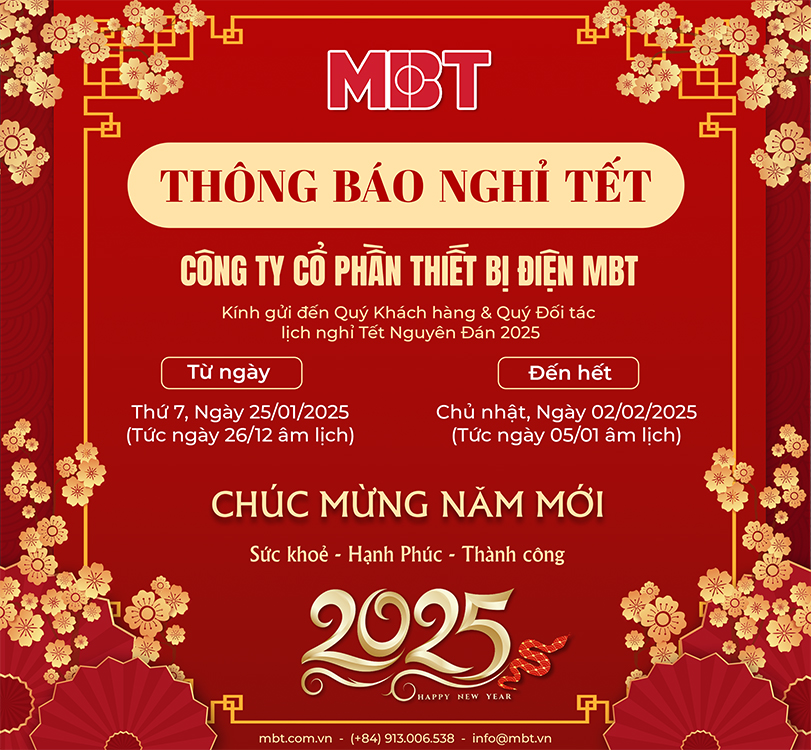 MBT
THÔNG BÁO NGHỈ TẾT
CÔNG TY CỔ PHẦN THIẾT BỊ ĐIỆN MBT
Kính gửi đến Quý Khách hàng & Quý Đối tác
lịch nghỉ Tết Nguyên Đán 2025
Từ ngày
Thứ 7, Ngày 25/01/2025
(Tức ngày 26/12 âm lịch)
Đến hết
Chủ nhật, Ngày 02/02/2025
(Tức ngày 05/01 âm lịch)
CHÚC MỪNG NĂM MỚI
Sức khoẻ - Hạnh Phúc - Thành công
2025
HAPPY NEW YEAR
mbt.com.vn - (+84) 913.006.538 - info@mbt.vn